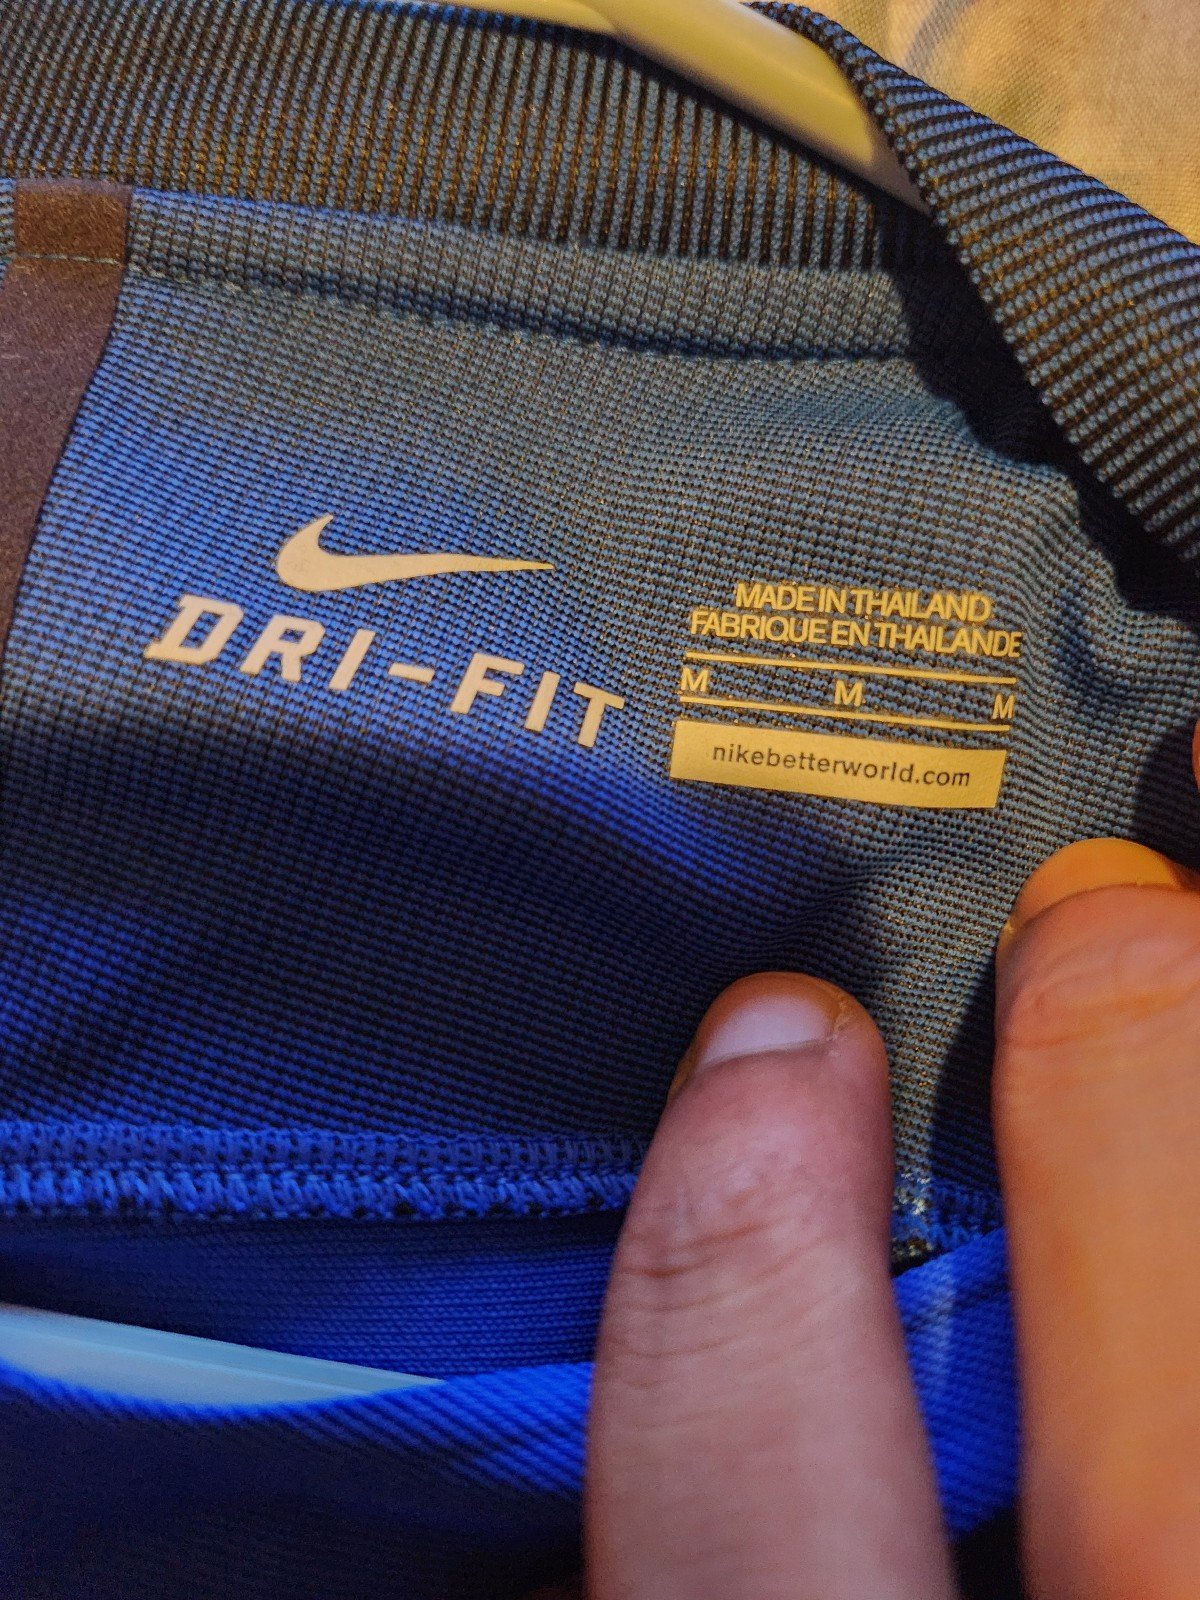 DRI-FIT
MADE IN THAILAND
FABRIQUE EN THAILANDE
M M M
nikebetterworld.com